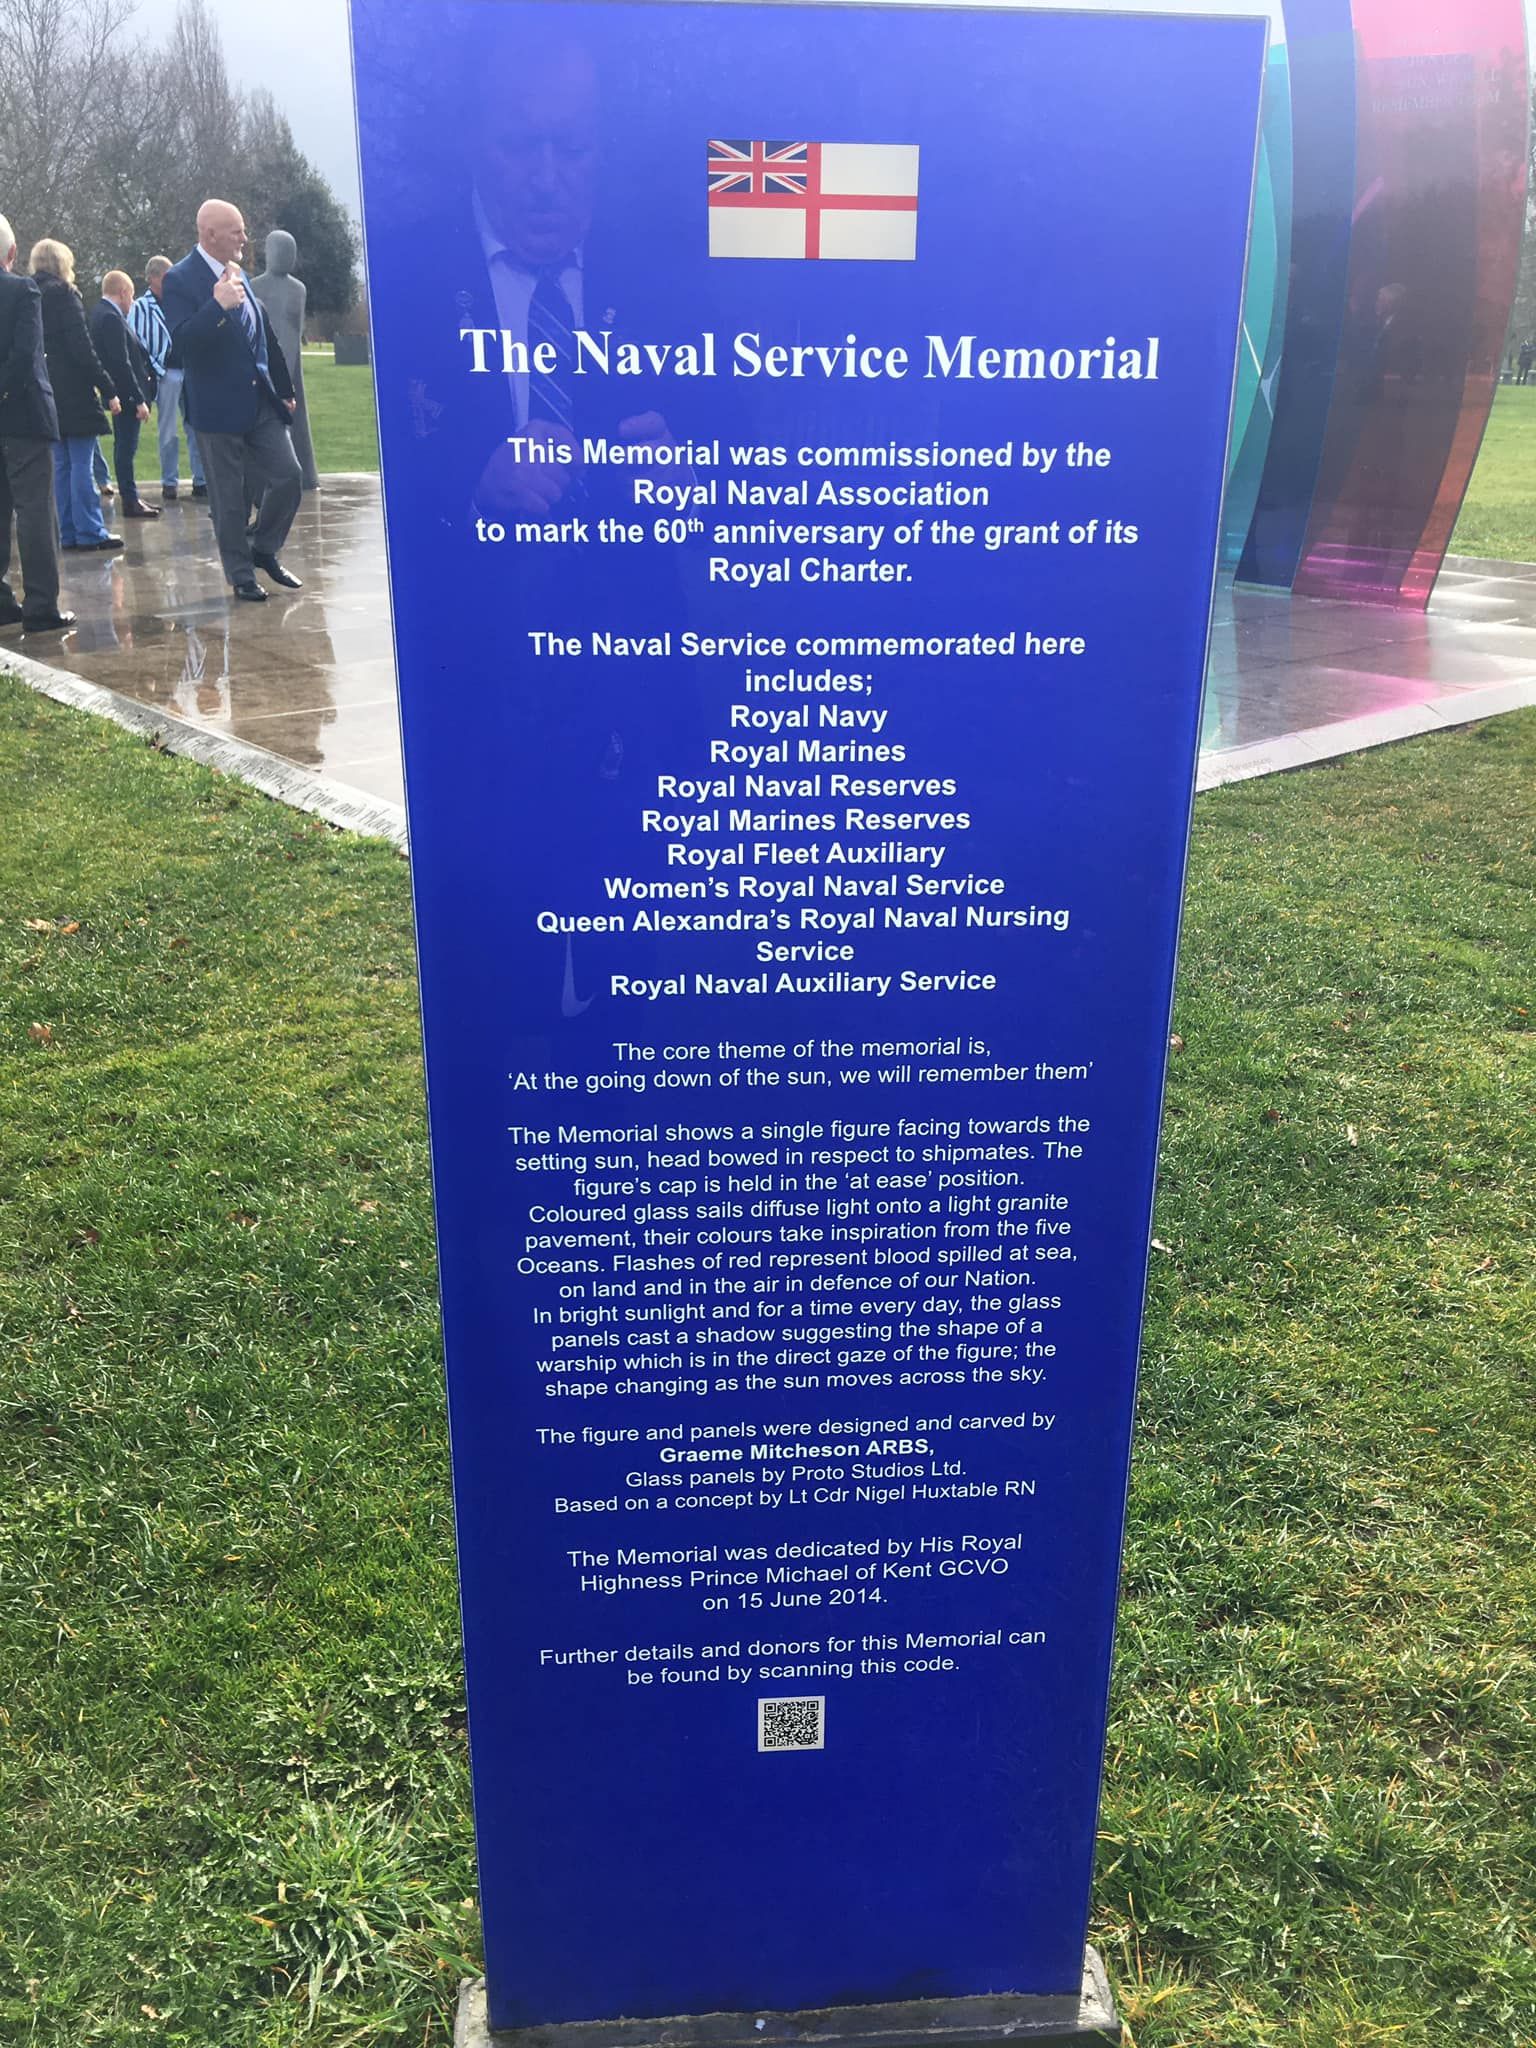 The Naval Service Memorial
This Memorial was commissioned by the
Royal Naval Association
to mark the 60th anniversary of the grant of its
Royal Charter.
The Naval Service commemorated here
includes;
Royal Navy
Royal Marines
Royal Naval Reserves
Royal Marines Reserves
Royal Fleet Auxiliary
Women's Royal Naval Service
Queen Alexandra's Royal Naval Nursing
Service
Royal Naval Auxiliary Service
The core theme of the memorial is,
'At the going down of the sun, we will remember them'
The Memorial shows a single figure facing towards the
setting sun, head bowed in respect to shipmates. The
figure's cap is held in the 'at ease' position.
Coloured glass sails diffuse light onto a light granite
pavement, their colours take inspiration from the five
Oceans. Flashes of red represent blood spilled at sea,
on land and in the air in defence of our Nation.
In bright sunlight and for a time every day, the glass
panels cast a shadow suggesting the shape of a
warship which is in the direct gaze of the figure; the
shape changing as the sun moves across the sky.
The figure and panels were designed and carved by
Graeme Mitcheson ARBS,
Glass panels by Proto Studios Ltd.
Based on a concept by Lt Cdr Nigel Huxtable RN
The Memorial was dedicated by His Royal
Highness Prince Michael of Kent GCVO
on 15 June 2014.
Further details and donors for this Memorial can
be found by scanning this code.